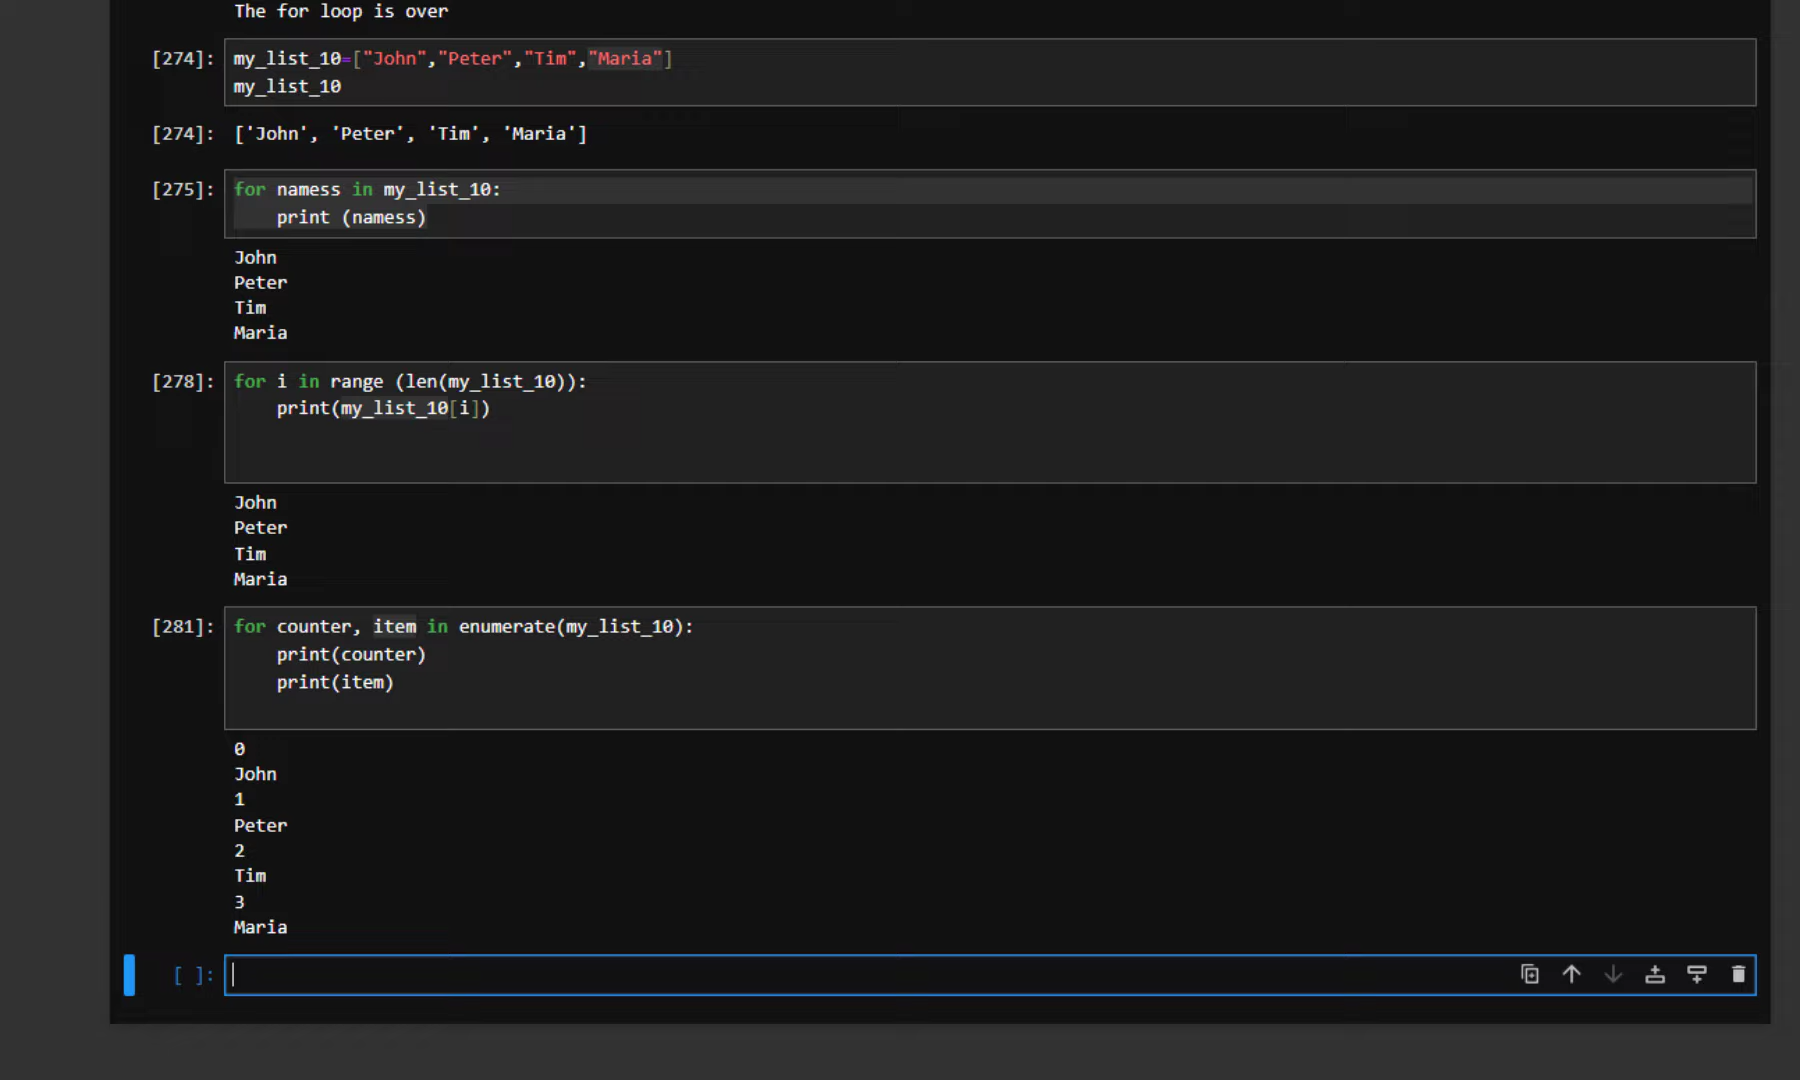 The for loop is over
[274]: my_list_10=["John","Peter","Tim","Maria"]
my_list_10
[274]: ['John', 'Peter', 'Tim', 'Maria']
[275]: for namess in my_list_10:
    print (namess)
John
Peter
Tim
Maria
[278]: for i in range (len(my_list_10)):
    print(my_list_10[i])
John
Peter
Tim
Maria
[281]: for counter, item in enumerate(my_list_10):
    print(counter)
    print(item)
0
John
1
Peter
2
Tim
3
Maria
[ ]: